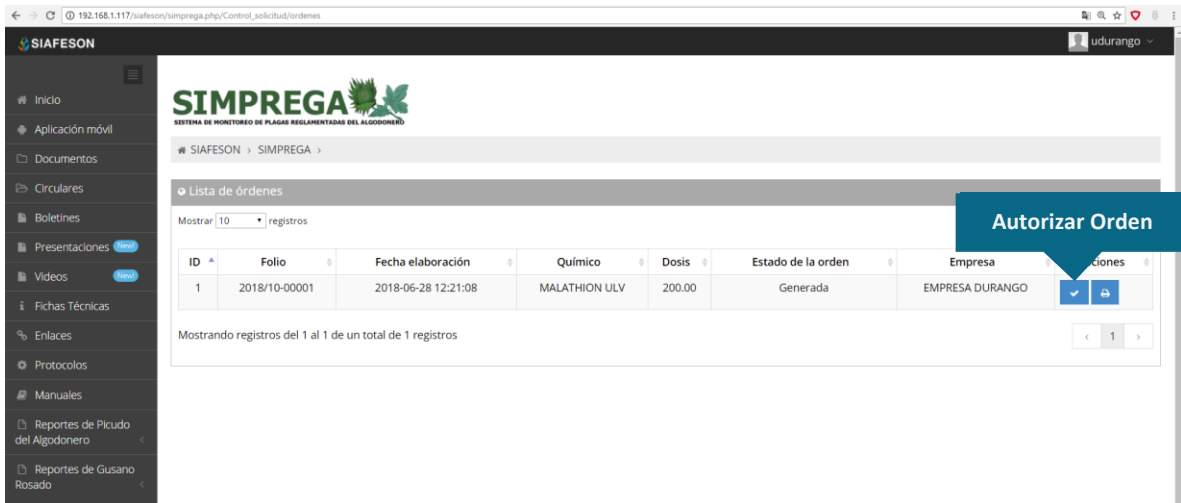 192.168.1.117/siafeson/simprega.php/Control_solicitud/ordenes
SIAFESON
udurango
Inicio
Aplicación móvil
Documentos
Circulares
Boletines
Presentaciones New!
Videos New!
Fichas Técnicas
Enlaces
Protocolos
Manuales
Reportes de Picudo
del Algodonero
Reportes de Gusano
Rosado
SIMPREGA
SISTEMA DE MONITOREO DE PLAGAS REGLAMENTADAS DEL ALGODONERO
SIAFESON > SIMPREGA >
Lista de órdenes
Mostrar 10 registros
Autorizar Orden
ID Folio Fecha elaboración Químico Dosis Estado de la orden Empresa ciones
1 2018/10-00001 2018-06-28 12:21:08 MALATHION ULV 200.00 Generada EMPRESA DURANGO
Mostrando registros del 1 al 1 de un total de 1 registros
< 1 >